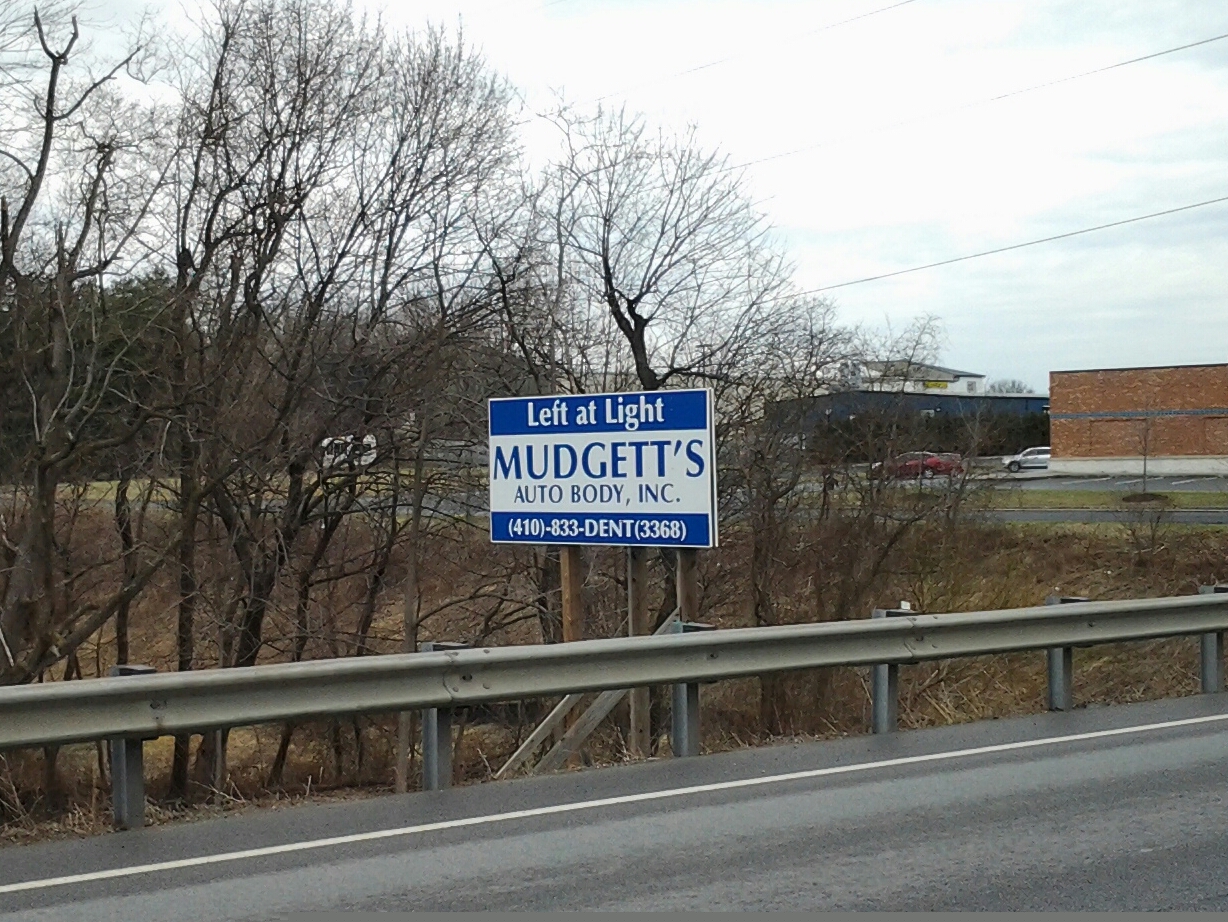 Left at Light
MUDGETT'S
AUTO BODY, INC.
(410)-833-DENT(3368)